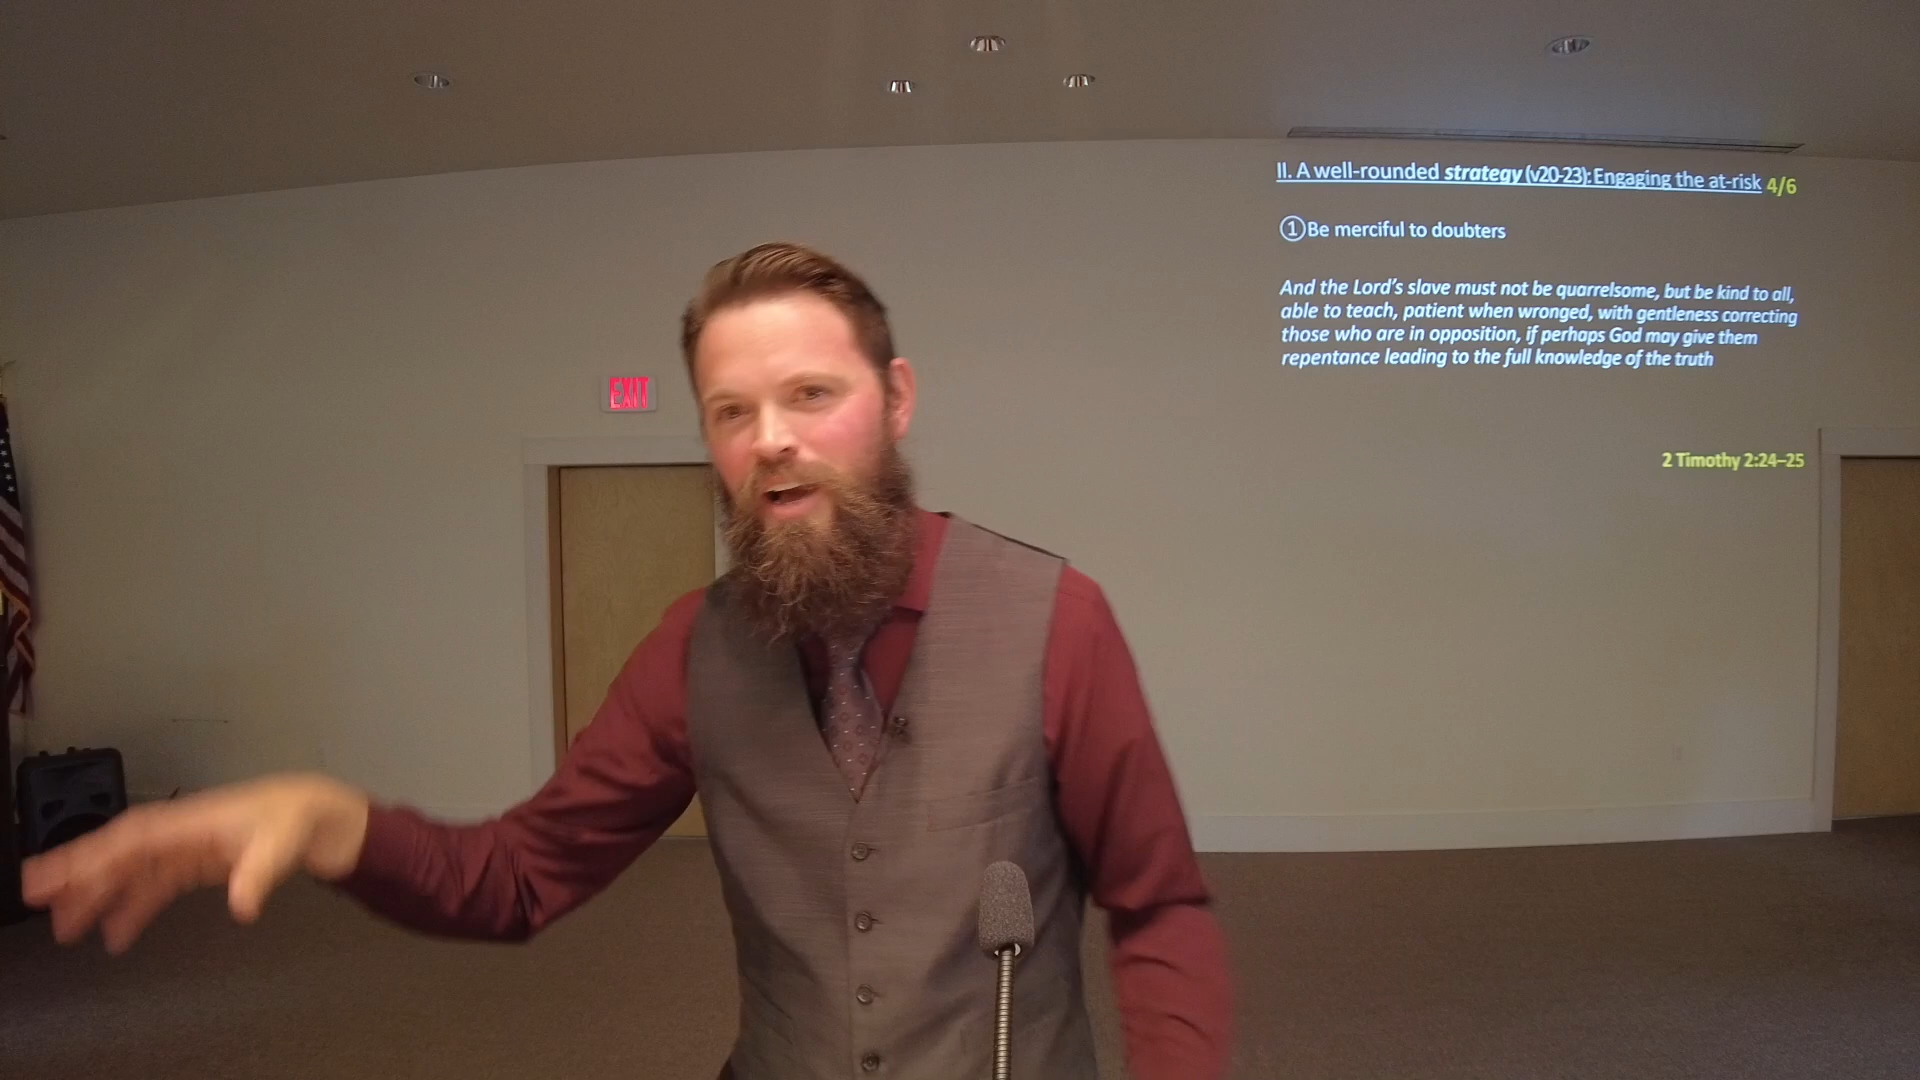 II. A well-rounded strategy (v20-23): Engaging the at-risk 4/6
①Be merciful to doubters
And the Lord's slave must not be quarrelsome, but be kind to all,
able to teach, patient when wronged, with gentleness correcting
those who are in opposition, if perhaps God may give them
repentance leading to the full knowledge of the truth
EXIT
2 Timothy 2:24–25